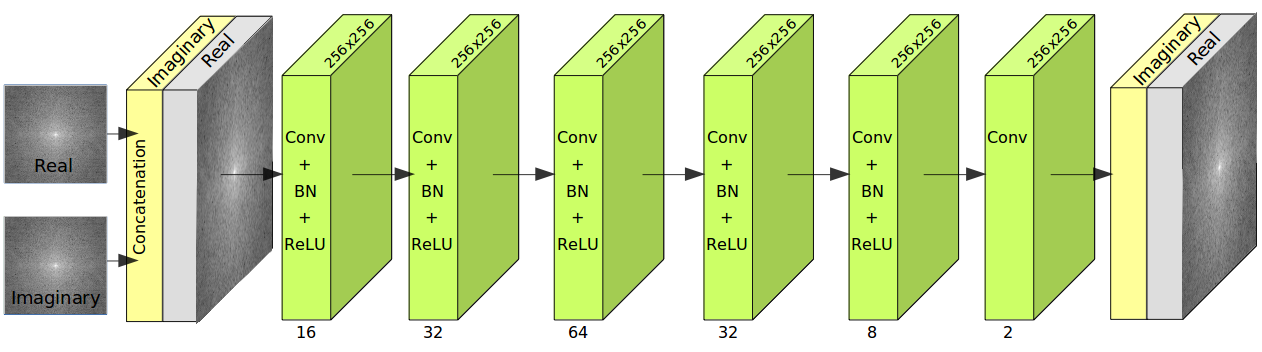 Real
Imaginary
Concatenation
Imaginary
Real
256x256
Conv
+
BN
+
ReLU
16
256x256
Conv
+
BN
+
ReLU
32
256x256
Conv
+
BN
+
ReLU
64
256x256
Conv
+
BN
+
ReLU
32
256x256
Conv
+
BN
+
ReLU
8
256x256
Conv
2
Imaginary
Real